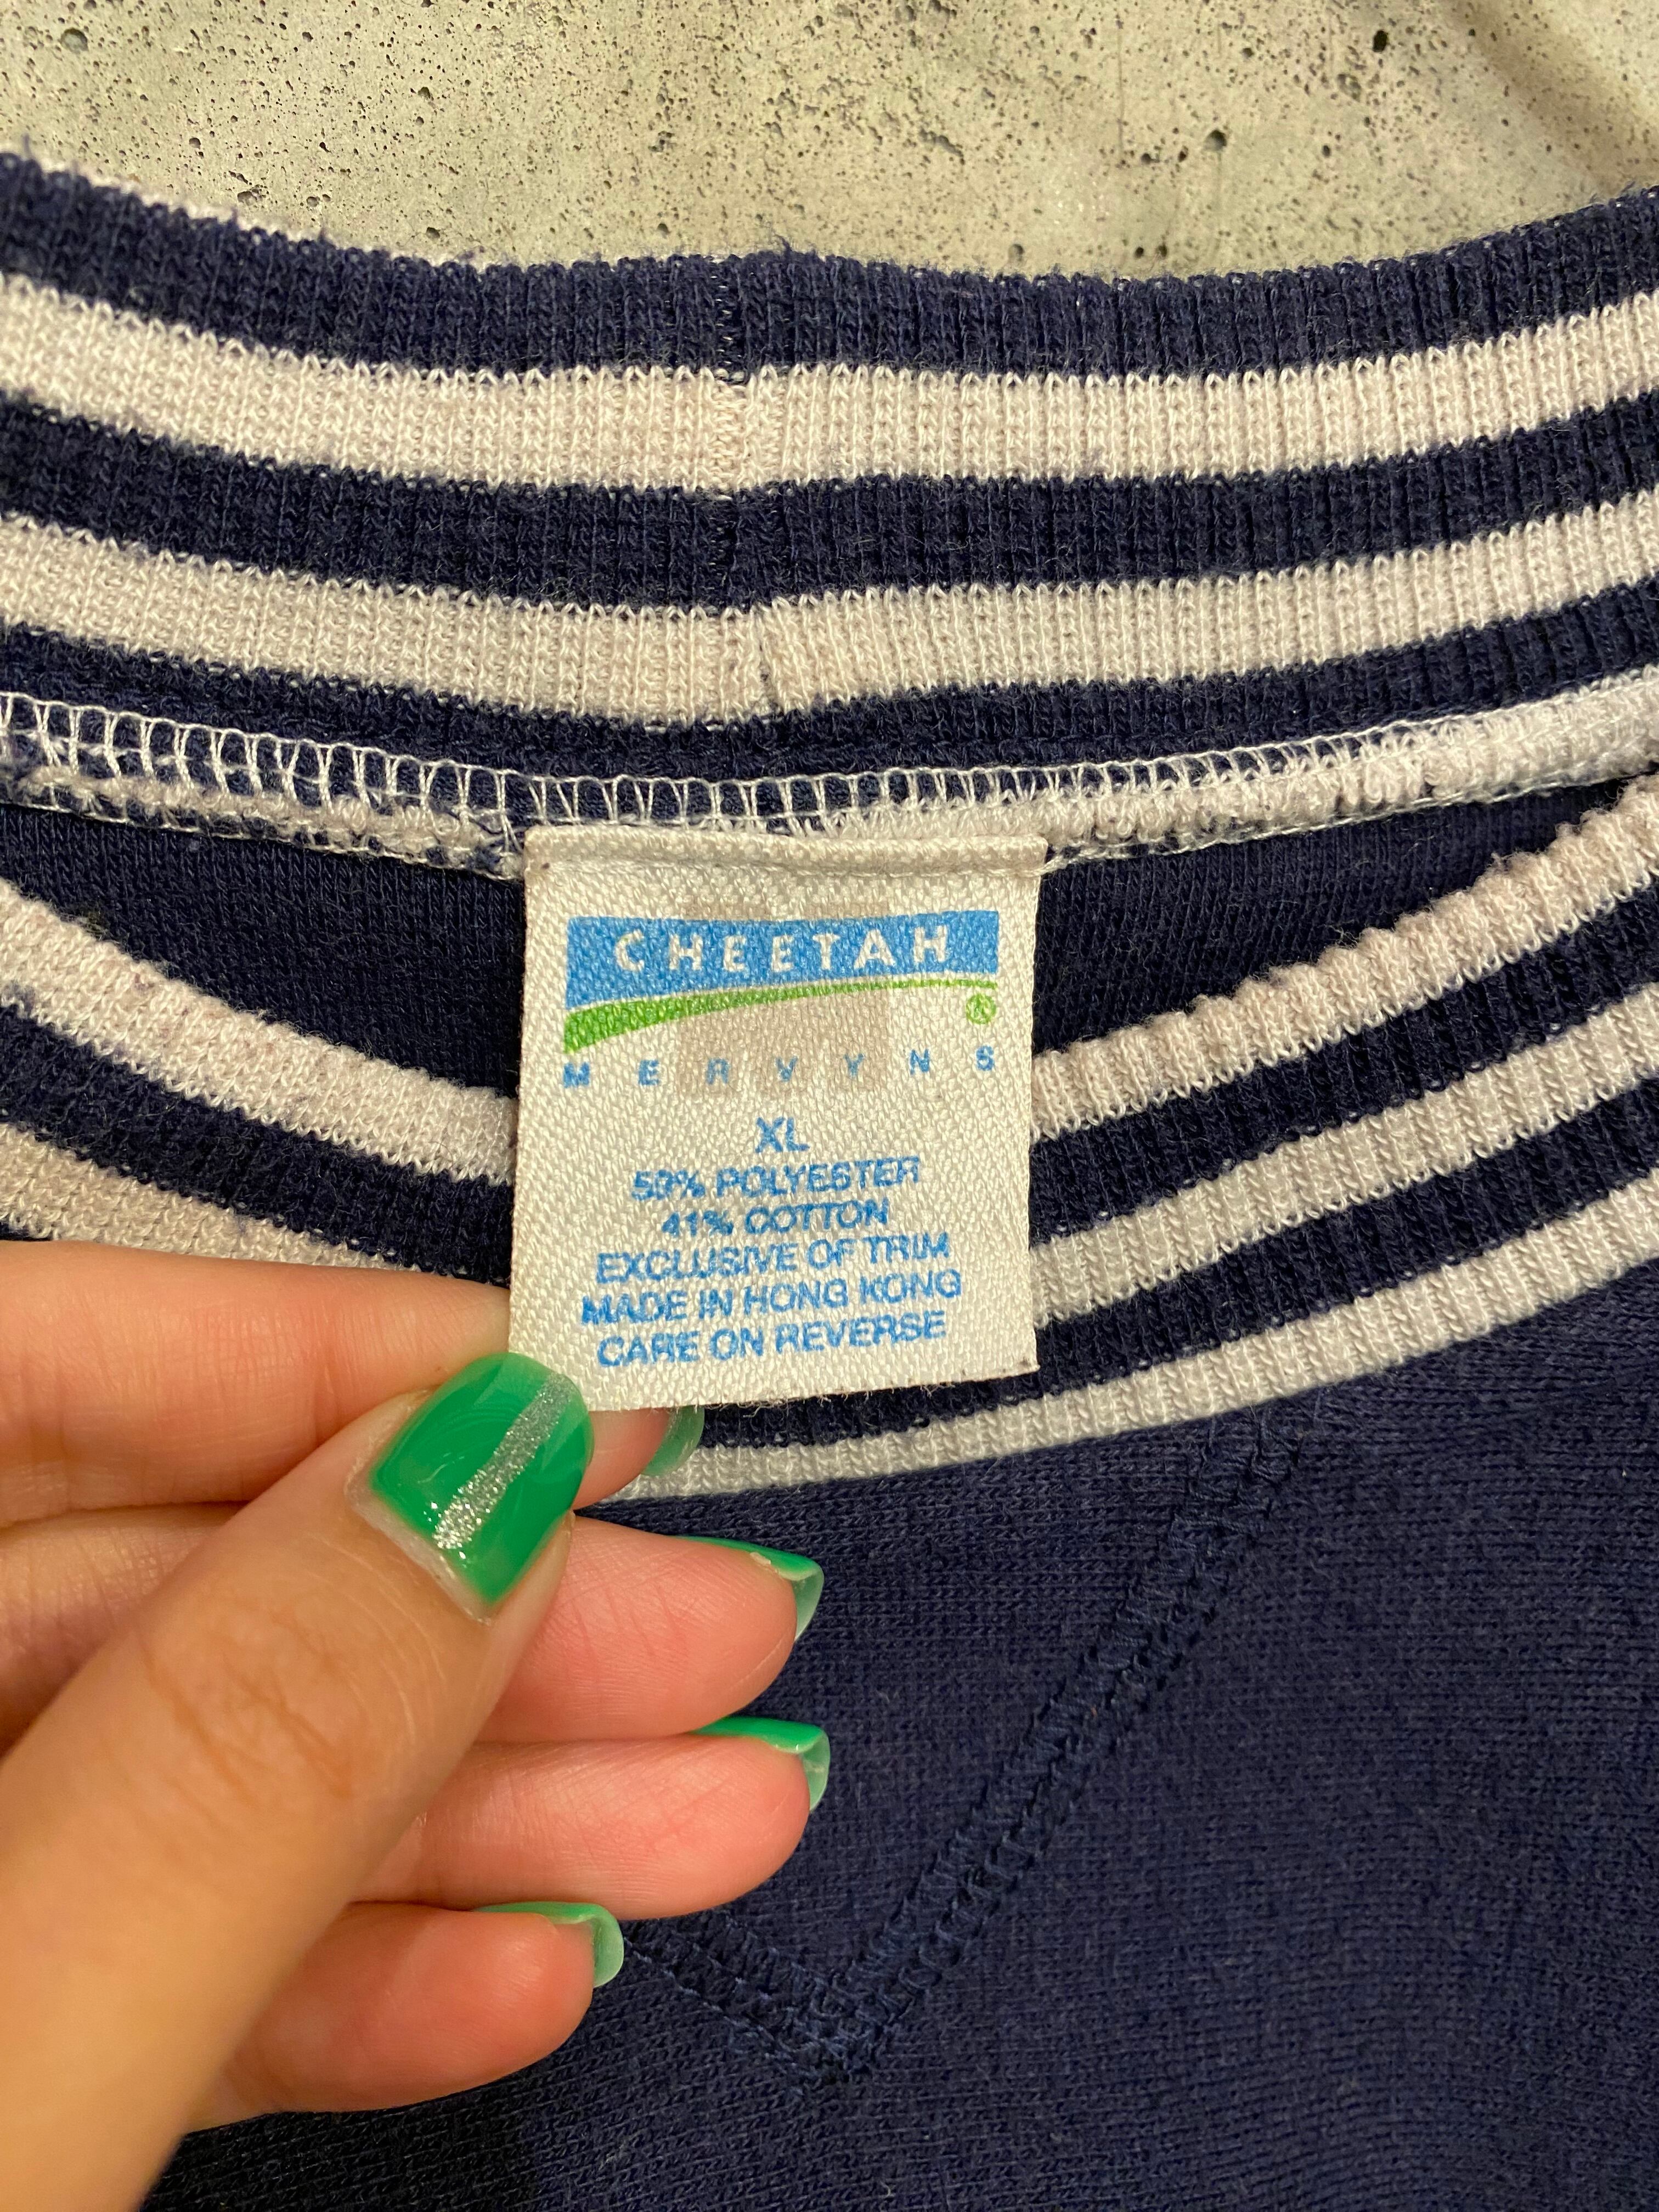 CHEETAH
®
MERVYNS
XL
59% POLYESTER
41% COTTON
EXCLUSIVE OF TRIM
MADE IN HONG KONG
CARE ON REVERSE